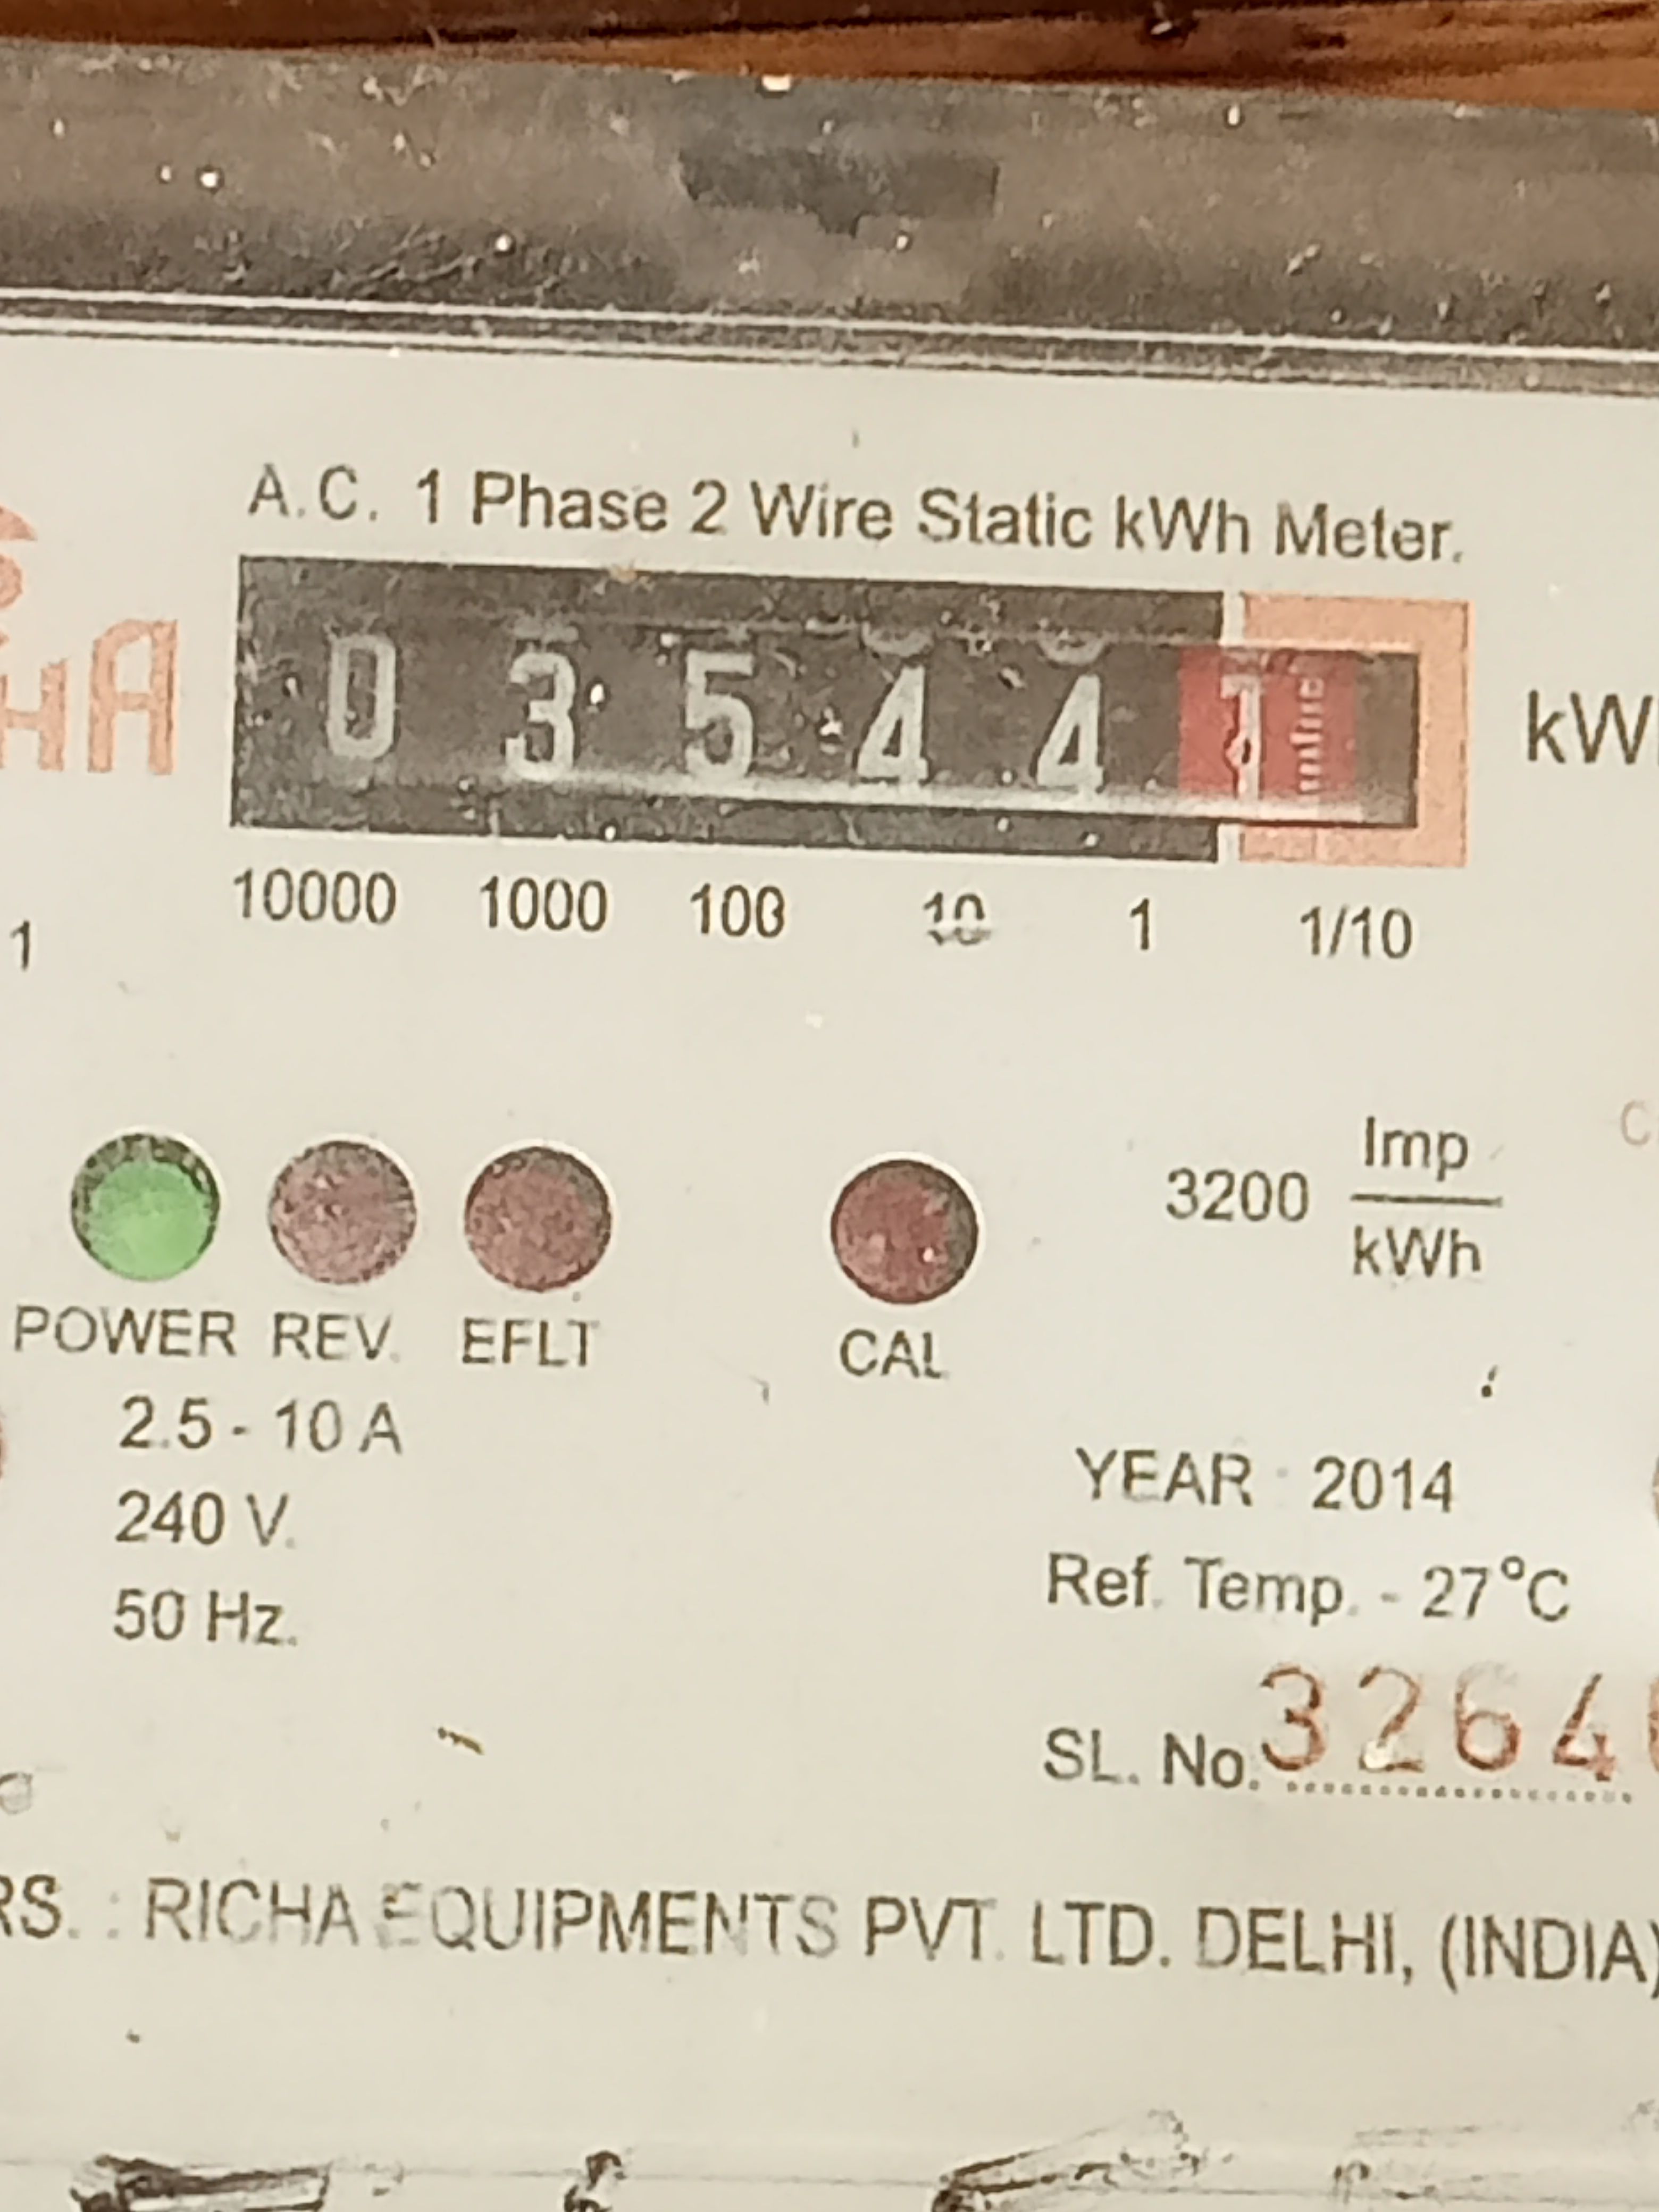 A.C. 1 Phase 2 Wire Static kWh Meter.
HA
0 3 5 4 4
kW
10000 1000 100 10 1 1/10
1
3200 Imp
kWh
POWER REV. EFLT CAL
2.5 - 10 A
240 V.
50 Hz.
YEAR 2014
Ref. Temp. - 27°C
SL. No. 3264
RS. : RICHA EQUIPMENTS PVT. LTD. DELHI, (INDIA)